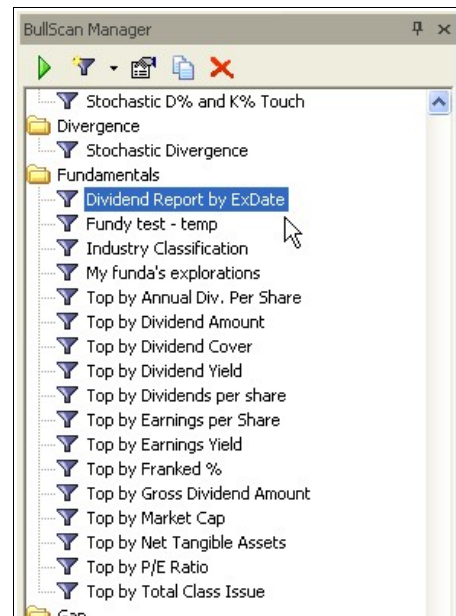 BullScan Manager
Stochastic D% and K% Touch
Divergence
Stochastic Divergence
Fundamentals
Dividend Report by ExDate
Fundy test - temp
Industry Classification
My funda's explorations
Top by Annual Div. Per Share
Top by Dividend Amount
Top by Dividend Cover
Top by Dividend Yield
Top by Dividends per share
Top by Earnings per Share
Top by Earnings Yield
Top by Franked %
Top by Gross Dividend Amount
Top by Market Cap
Top by Net Tangible Assets
Top by P/E Ratio
Top by Total Class Issue
Gap